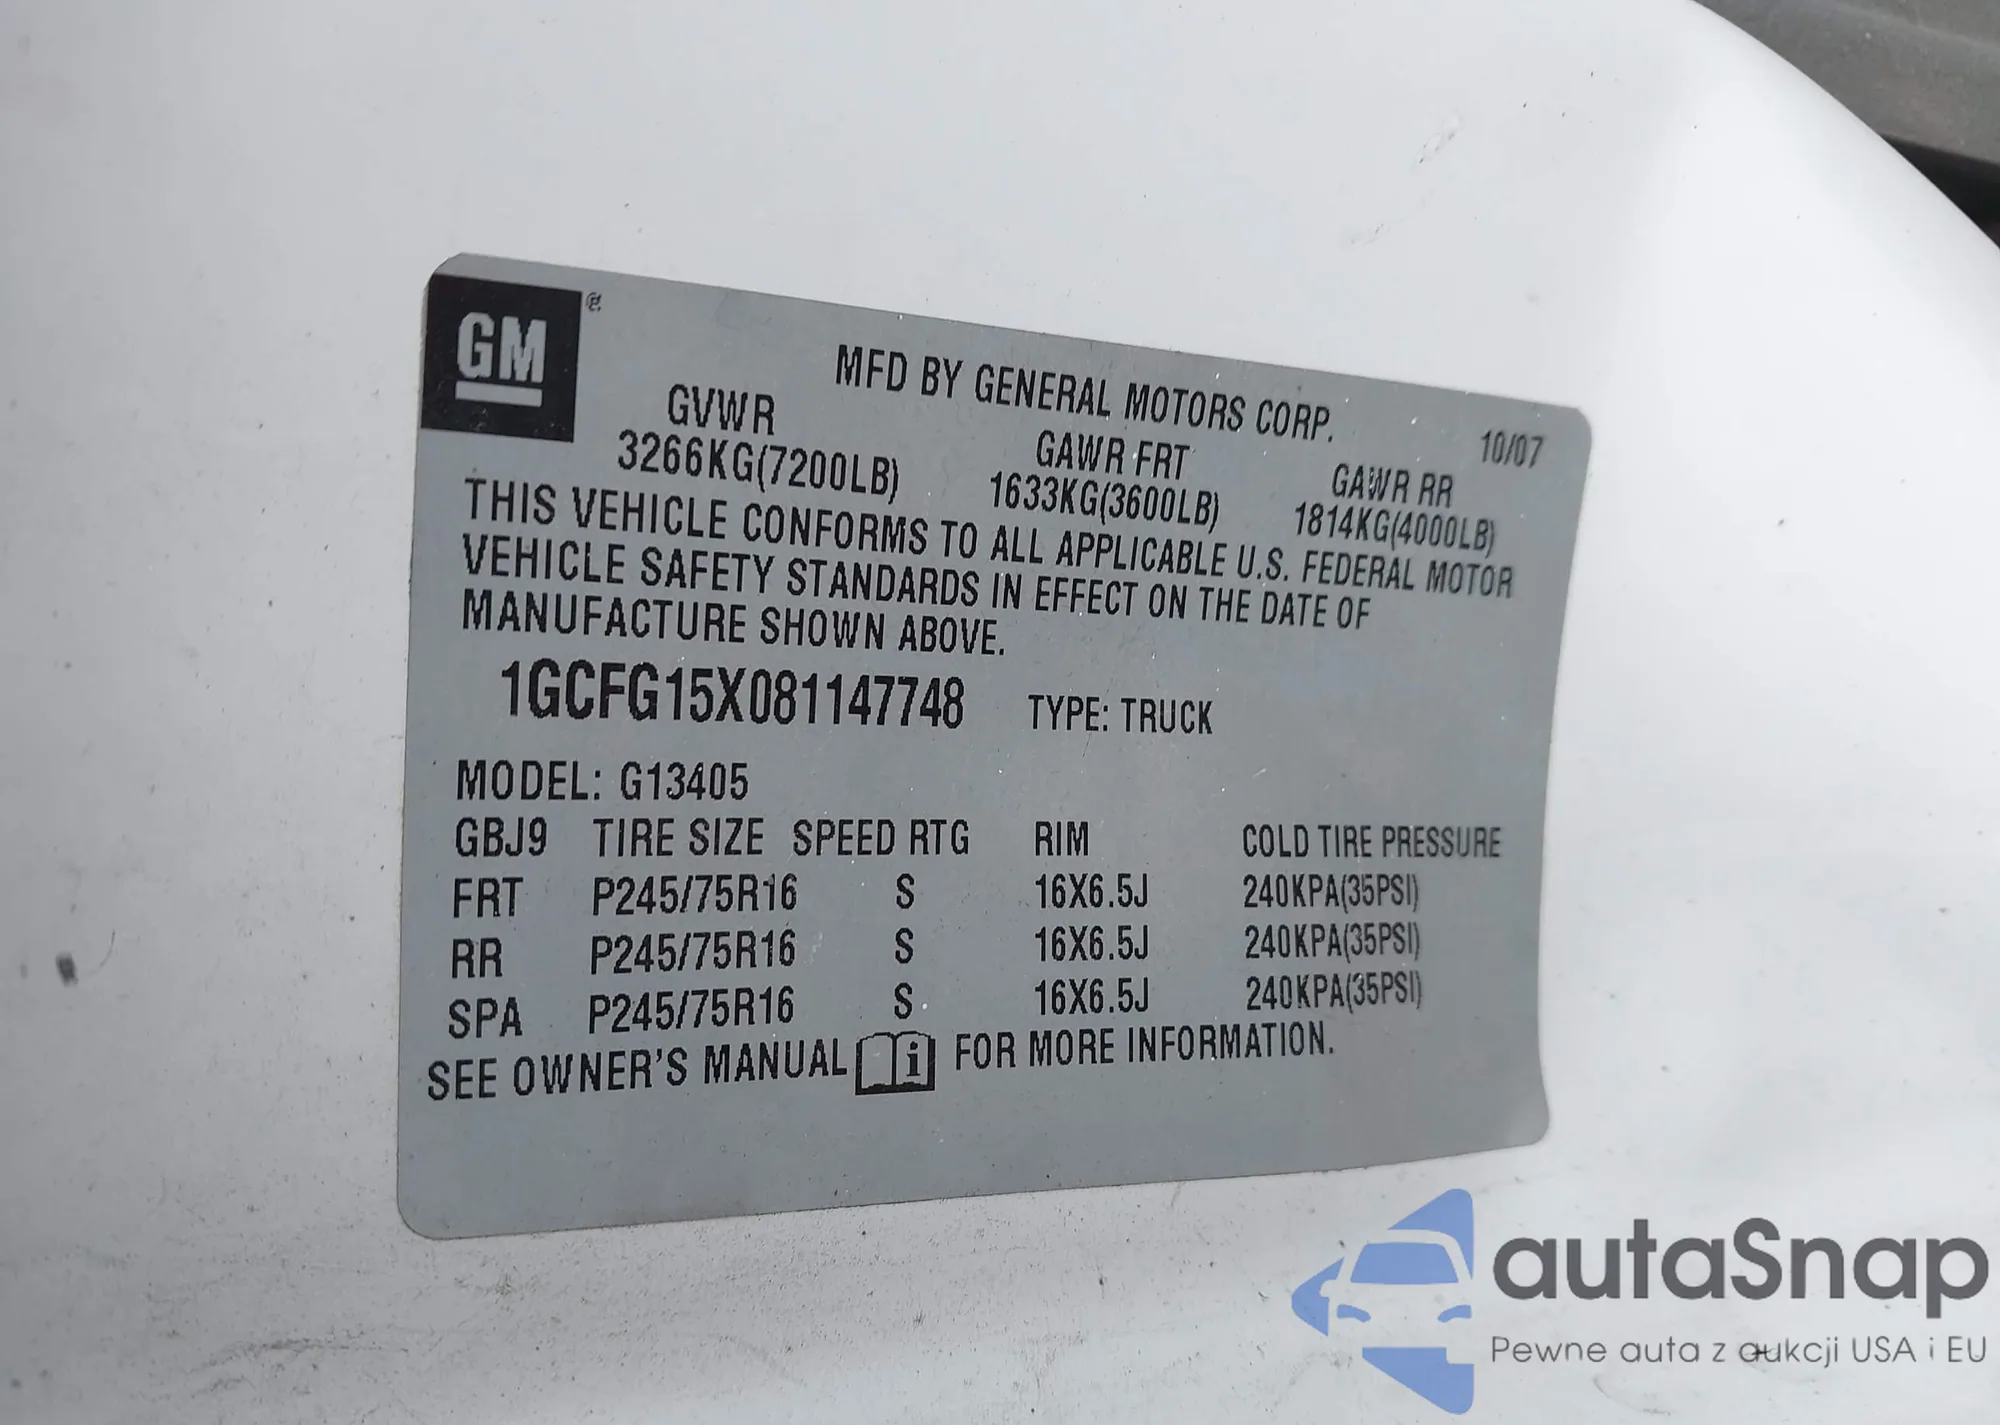 GM ®
MFD BY GENERAL MOTORS CORP.
10/07
GVWR GAWR FRT GAWR RR
3266KG(7200LB) 1633KG(3600LB) 1814KG(4000LB)
THIS VEHICLE CONFORMS TO ALL APPLICABLE U.S. FEDERAL MOTOR
VEHICLE SAFETY STANDARDS IN EFFECT ON THE DATE OF
MANUFACTURE SHOWN ABOVE.
1GCFG15X081147748 TYPE: TRUCK
MODEL: G13405
GBJ9 TIRE SIZE SPEED RTG RIM COLD TIRE PRESSURE
FRT P245/75R16 S 16X6.5J 240KPA(35PSI)
RR P245/75R16 S 16X6.5J 240KPA(35PSI)
SPA P245/75R16 S 16X6.5J 240KPA(35PSI)
SEE OWNER'S MANUAL i FOR MORE INFORMATION.
autaSnap
Pewne auta z aukcji USA i EU